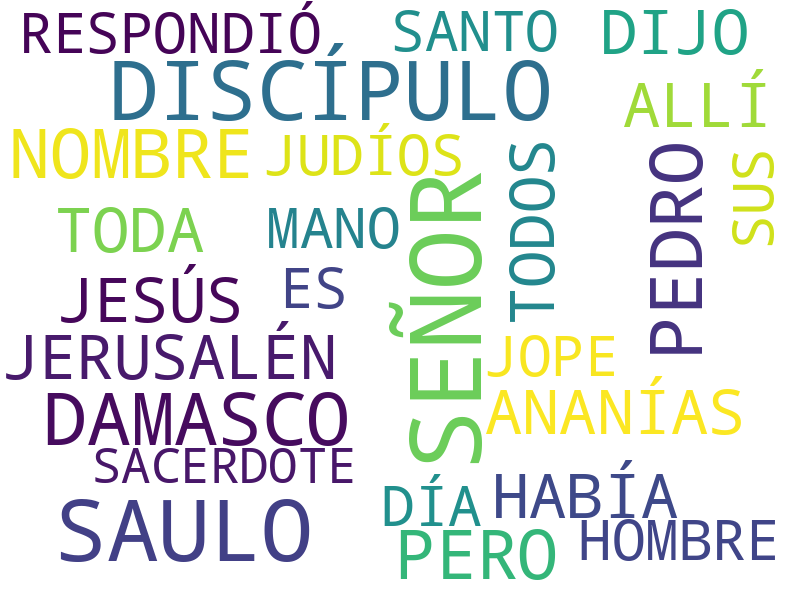 RESPONDIÓ
SANTO
DIJO
DISCÍPULO
ALLÍ
NOMBRE
JUDÍOS
TODOS
PEDRO
SUS
SEÑOR
TODA
MANO
JESÚS
ES
JERUSALÉN
JOPE
DAMASCO
ANANÍAS
SACERDOTE
SAULO
DÍA
HABÍA
PERO
HOMBRE